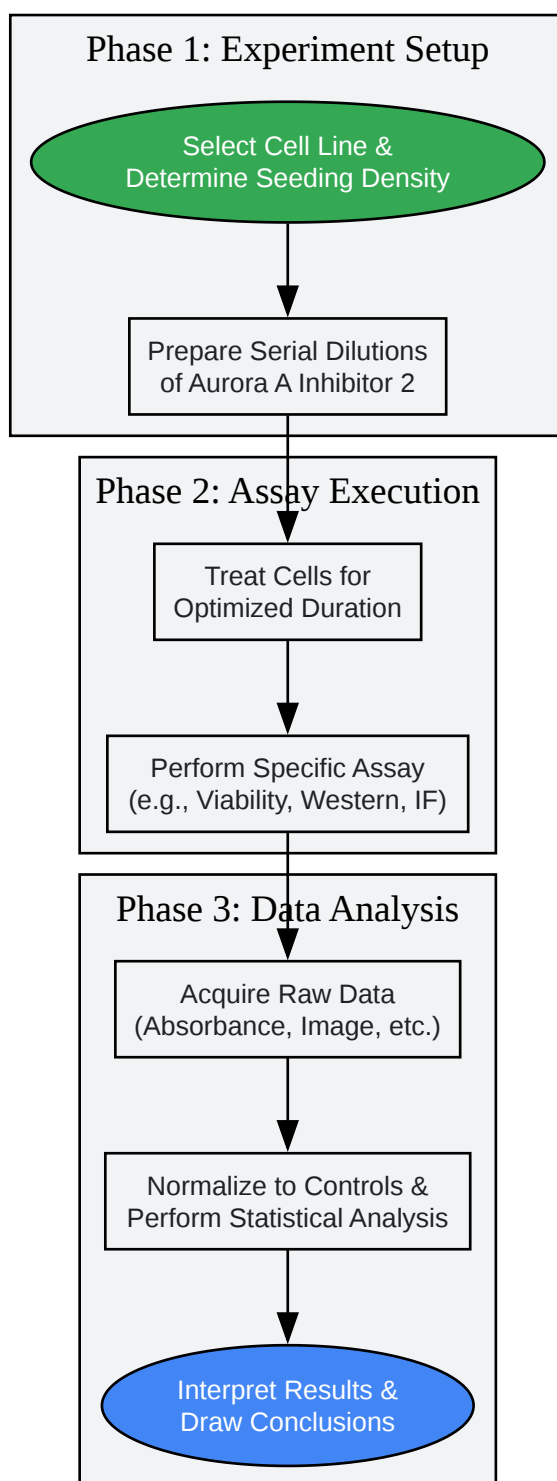 Phase 1: Experiment Setup
Select Cell Line &
Determine Seeding Density
Prepare Serial Dilutions
of Aurora A Inhibitor 2
Phase 2: Assay Execution
Treat Cells for
Optimized Duration
Perform Specific Assay
(e.g., Viability, Western, IF)
Phase 3: Data Analysis
Acquire Raw Data
(Absorbance, Image, etc.)
Normalize to Controls &
Perform Statistical Analysis
Interpret Results &
Draw Conclusions